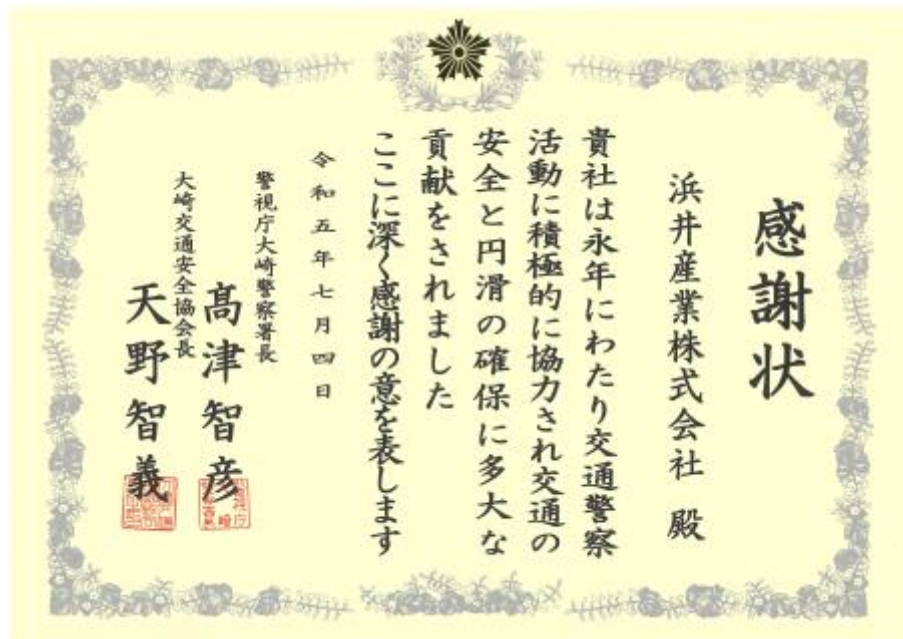 感謝状
浜井産業株式会社 殿
貴社は永年にわたり交通警察
活動に積極的に協力され交通の
安全と円滑の確保に多大な
貢献をされました
ここに深く感謝の意を表します
令和五年七月四日
警視庁大崎警察署長
髙津智彦
大崎交通安全協会長
天野智義